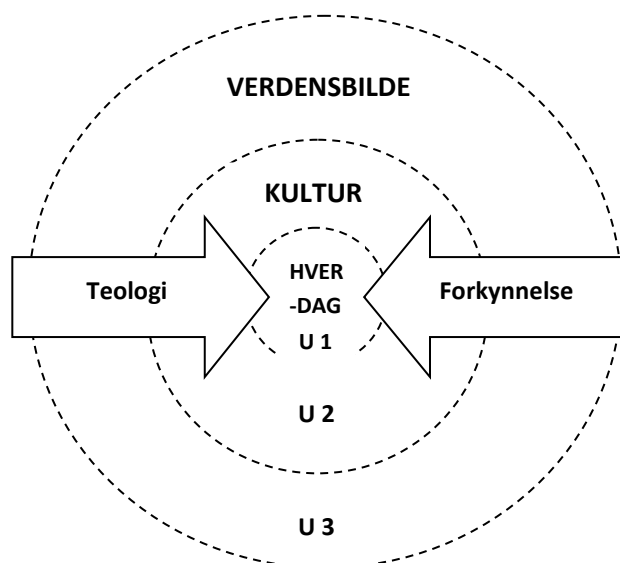 VERDENSBILDE
KULTUR
HVER
-DAG
U 1
Teologi
Forkynnelse
U 2
U 3